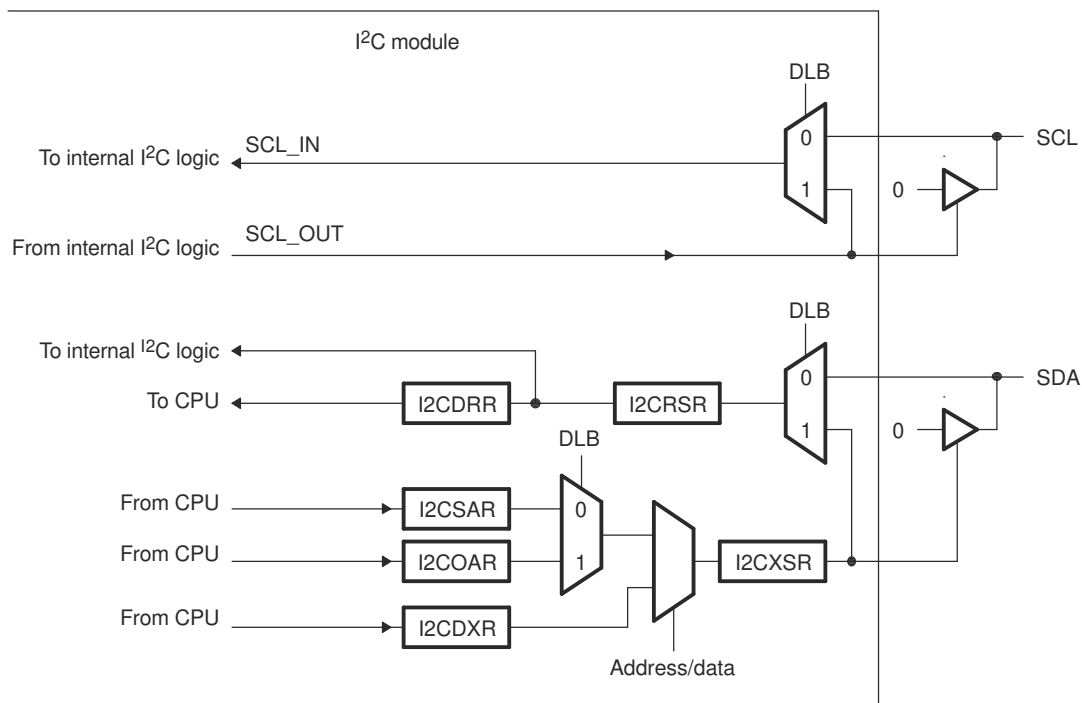 I²C module
DLB
0
SCL
To internal I²C logic
SCL_IN
1
0
From internal I²C logic
SCL_OUT
DLB
To internal I²C logic
0
SDA
To CPU
I2CDRR
I2CRSR
1
0
DLB
From CPU
I2CSAR
0
From CPU
I2COAR
1
I2CXSR
From CPU
I2CDXR
Address/data